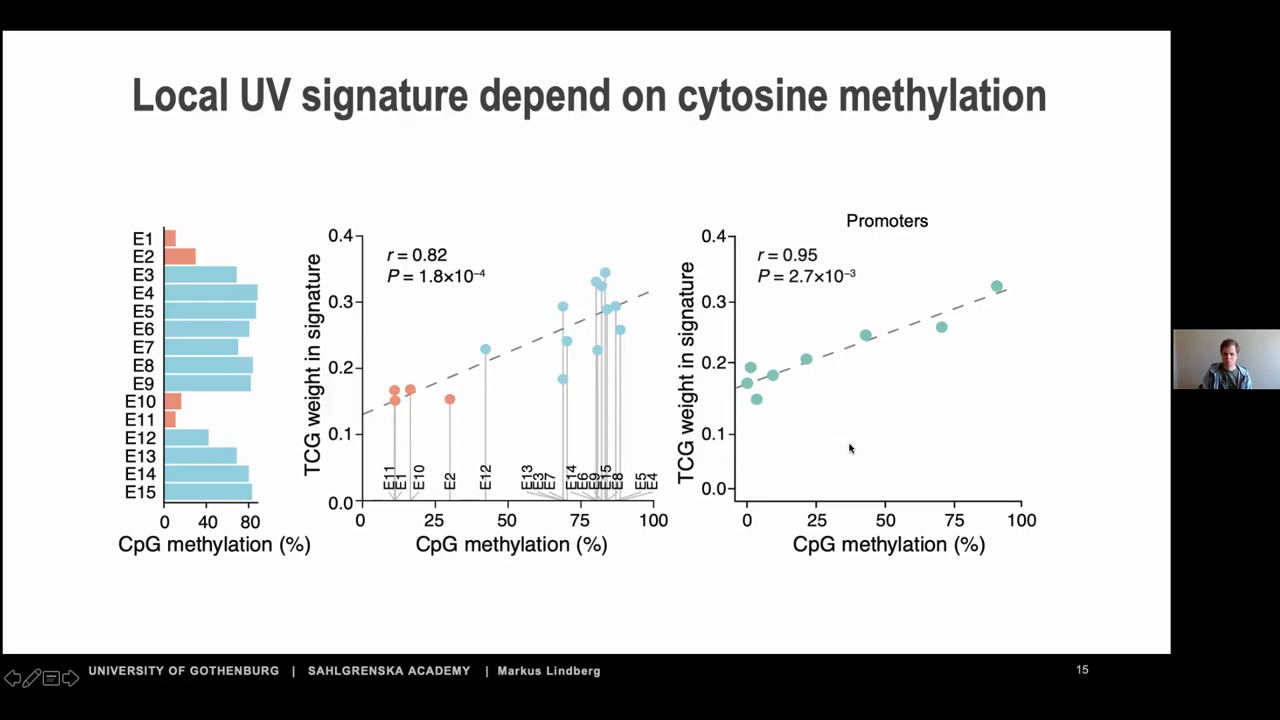 Local UV signature depend on cytosine methylation
E1
E2
E3
E4
E5
E6
E7
E8
E9
E10
E11
E12
E13
E14
E15
0 40 80
CpG methylation (%)
TCG weight in signature
0.4
0.3
0.2
0.1
0.0
r = 0.82
P = 1.8×10⁻⁴
E11 E1 E10 E2 E12 E13 E3 E7 E14 E6 E9 E15 E8 E5 E4
0 25 50 75 100
CpG methylation (%)
Promoters
TCG weight in signature
0.4
0.3
0.2
0.1
0.0
r = 0.95
P = 2.7×10⁻³
0 25 50 75 100
CpG methylation (%)
UNIVERSITY OF GOTHENBURG | SAHLGRENSKA ACADEMY | Markus Lindberg
15